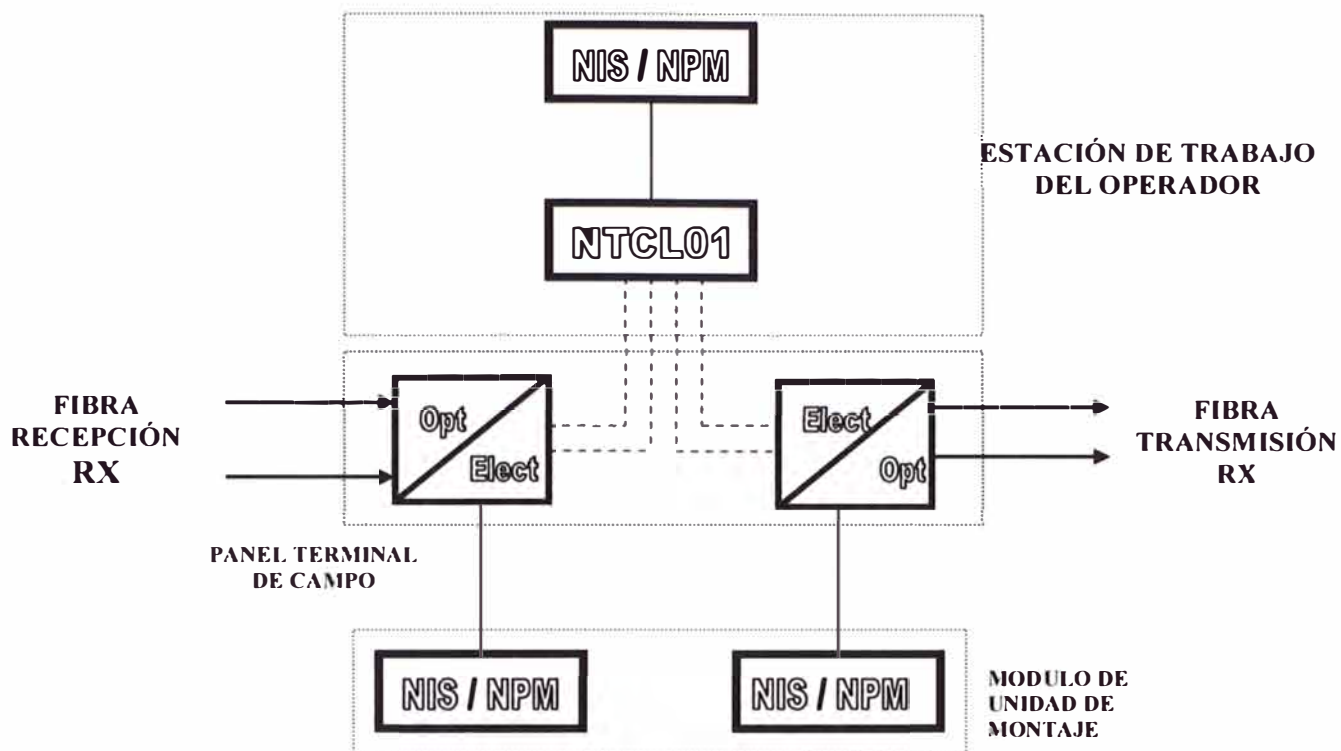 NIS / NPM
ESTACIÓN DE TRABAJO
DEL OPERADOR
NTCL01
FIBRA
RECEPCIÓN
RX
Opt
Elect
Elect
Opt
FIBRA
TRANSMISIÓN
RX
PANEL TERMINAL
DE CAMPO
NIS / NPM
NIS / NPM
MODULO DE
UNIDAD DE
MONTAJE